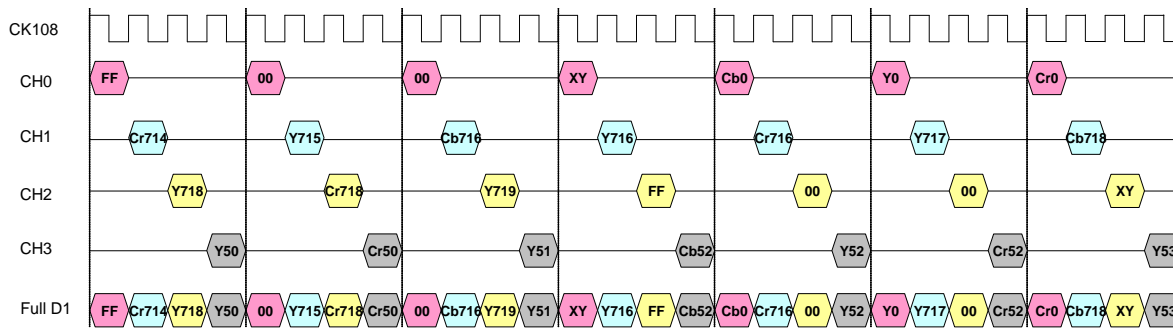 CK108
CH0 FF 00 00 XY Cb0 Y0 Cr0
CH1 Cr714 Y715 Cb716 Y716 Cr716 Y717 Cb718
CH2 Y718 Cr718 Y719 FF 00 00 XY
CH3 Y50 Cr50 Y51 Cb52 Y52 Cr52 Y53
Full D1 FF Cr714 Y718 Y50 00 Y715 Cr718 Cr50 00 Cb716 Y719 Y51 XY Y716 FF Cb52 Cb0 Cr716 00 Y52 Y0 Y717 00 Cr52 Cr0 Cb718 XY Y53